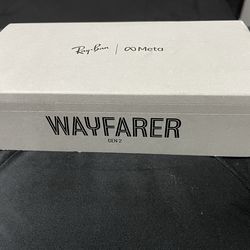 Ray-Ban | ∞ Meta
WAYFARER
GEN 2